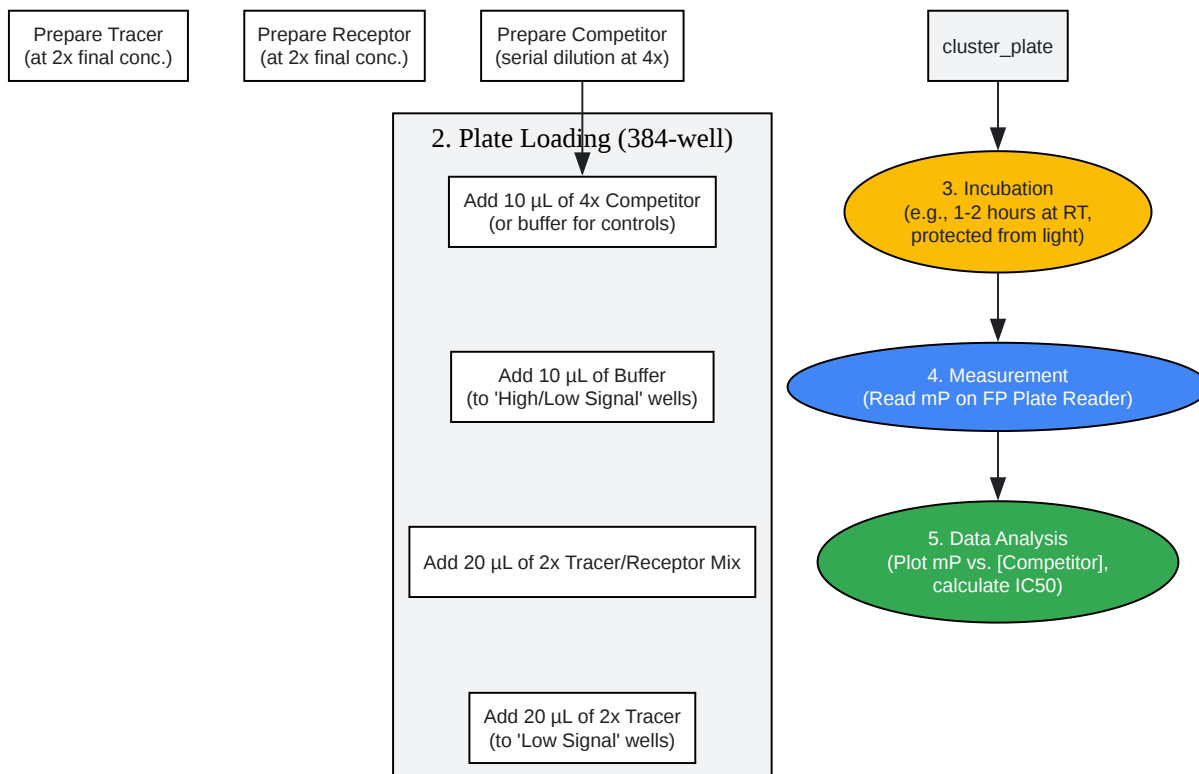 Prepare Tracer
(at 2x final conc.)
Prepare Receptor
(at 2x final conc.)
Prepare Competitor
(serial dilution at 4x)
cluster_plate
2. Plate Loading (384-well)
Add 10 µL of 4x Competitor
(or buffer for controls)
3. Incubation
(e.g., 1-2 hours at RT,
protected from light)
Add 10 µL of Buffer
(to 'High/Low Signal' wells)
4. Measurement
(Read mP on FP Plate Reader)
Add 20 µL of 2x Tracer/Receptor Mix
5. Data Analysis
(Plot mP vs. [Competitor],
calculate IC50)
Add 20 µL of 2x Tracer
(to 'Low Signal' wells)